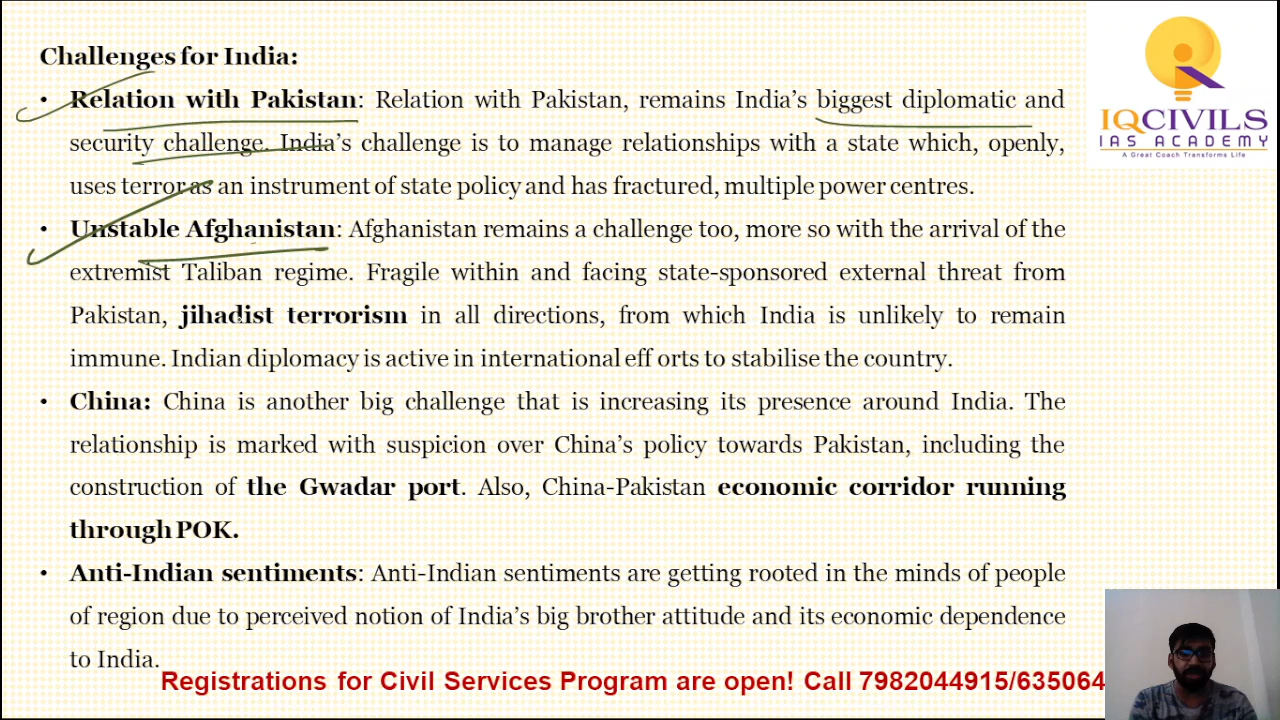 Challenges for India:
• Relation with Pakistan: Relation with Pakistan, remains India's biggest diplomatic and
security challenge. India's challenge is to manage relationships with a state which, openly,
uses terror as an instrument of state policy and has fractured, multiple power centres.
• Unstable Afghanistan: Afghanistan remains a challenge too, more so with the arrival of the
extremist Taliban regime. Fragile within and facing state-sponsored external threat from
Pakistan, jihadist terrorism in all directions, from which India is unlikely to remain
immune. Indian diplomacy is active in international eff orts to stabilise the country.
• China: China is another big challenge that is increasing its presence around India. The
relationship is marked with suspicion over China's policy towards Pakistan, including the
construction of the Gwadar port. Also, China-Pakistan economic corridor running
through POK.
• Anti-Indian sentiments: Anti-Indian sentiments are getting rooted in the minds of people
of region due to perceived notion of India's big brother attitude and its economic dependence
to India.
Registrations for Civil Services Program are open! Call 7982044915/635064
IQCIVILS
IAS ACADEMY
A Great Coach Transforms Life